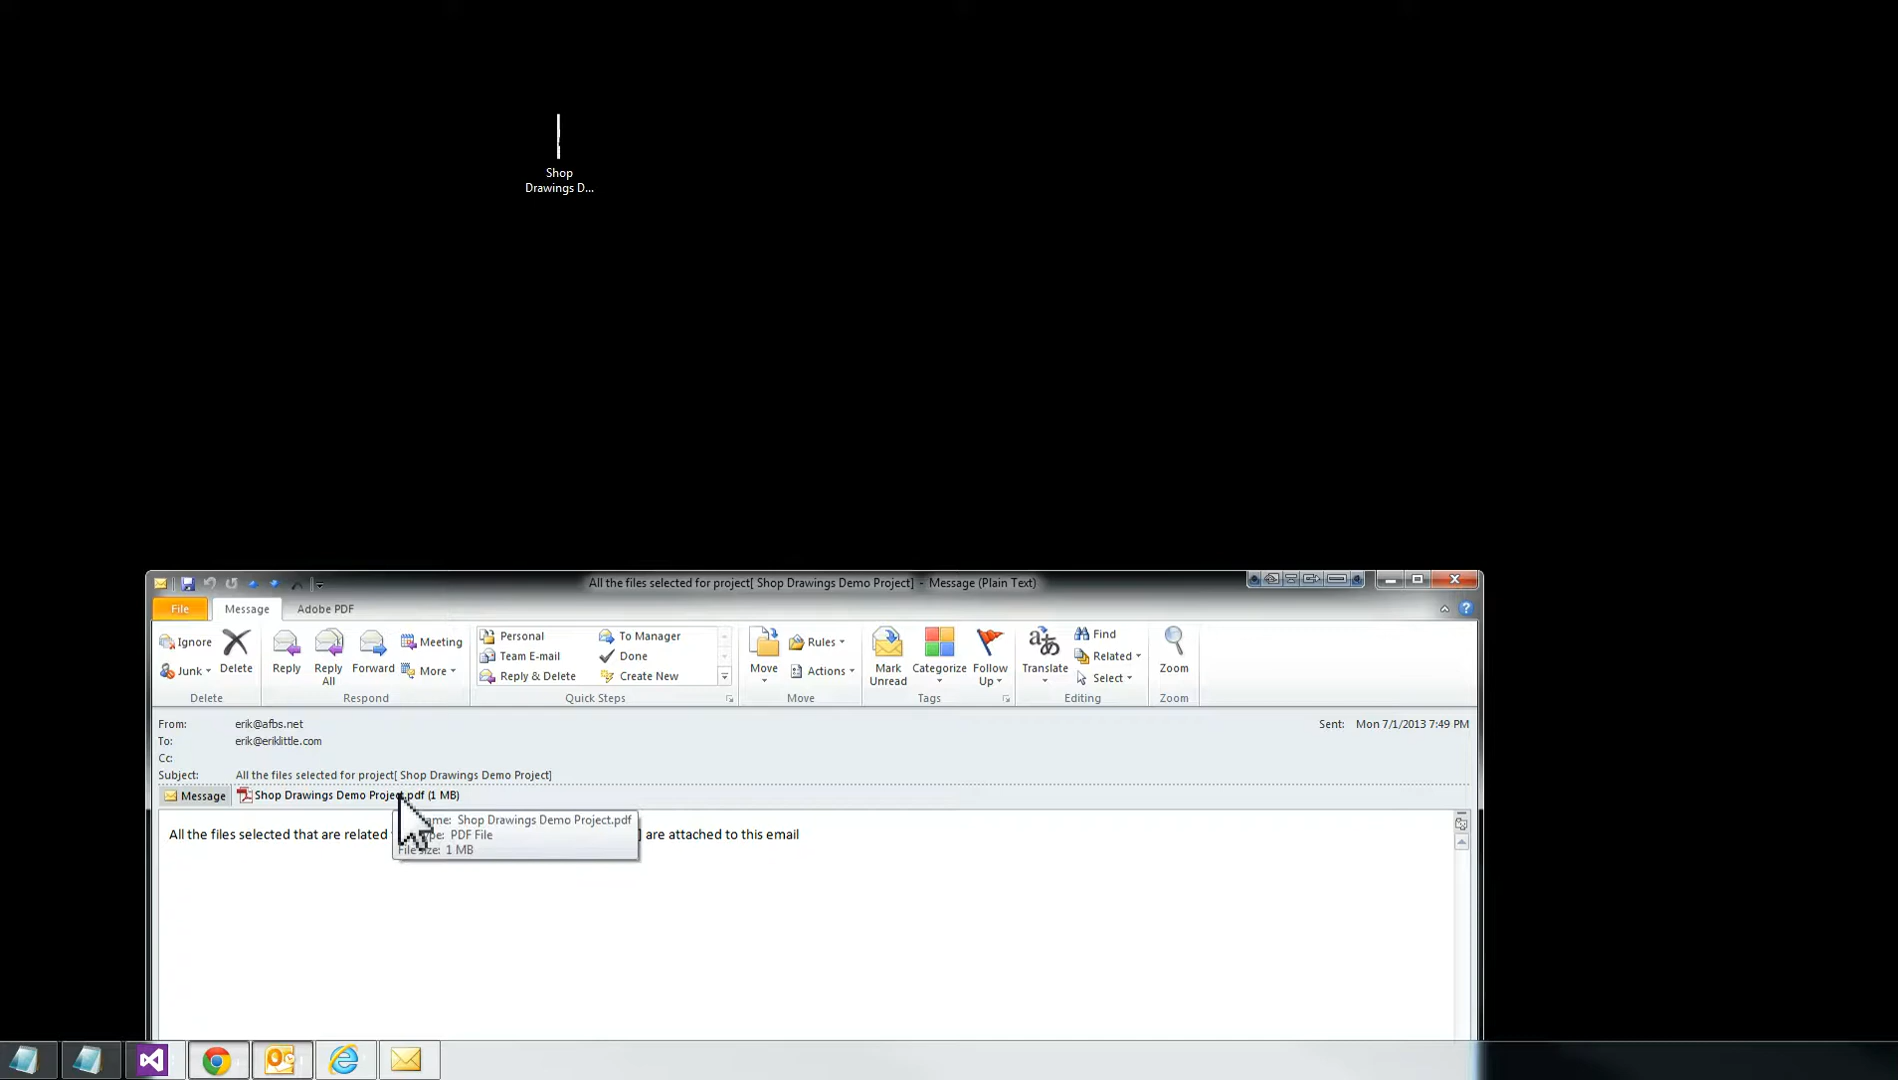 Shop
Drawings D...
All the files selected for project[ Shop Drawings Demo Project] - Message (Plain Text)
File
Message
Adobe PDF
Ignore
Junk
Delete
Delete
Reply
Reply
All
Forward
Meeting
More
Respond
Personal
Team E-mail
Reply & Delete
To Manager
Done
Create New
Quick Steps
Move
Rules
Actions
Move
Mark
Unread
Categorize
Follow
Up
Tags
Translate
Find
Related
Select
Editing
Zoom
Zoom
From: erik@afbs.net
Sent: Mon 7/1/2013 7:49 PM
To: erik@eriklittle.com
Cc:
Subject: All the files selected for project[ Shop Drawings Demo Project]
Message
Shop Drawings Demo Project.pdf (1 MB)
All the files selected that are related
] are attached to this email
Shop Drawings Demo Project.pdf
PDF File
File size: 1 MB